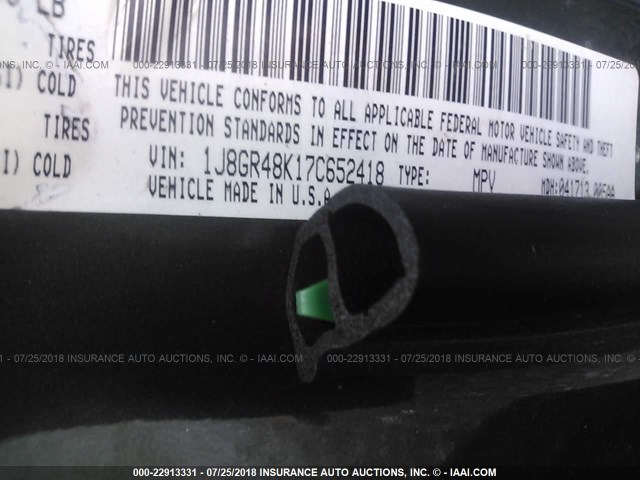 LB
TIRES
COLD
TIRES
COLD
THIS VEHICLE CONFORMS TO ALL APPLICABLE FEDERAL MOTOR VEHICLE SAFETY AND THEFT
PREVENTION STANDARDS IN EFFECT ON THE DATE OF MANUFACTURE SHOWN ABOVE.
VIN: 1J8GR48K17C652418 TYPE: MPV MDH:041713 005AA
VEHICLE MADE IN U.S.A
000-22913331 - 07/25/2018 INSURANCE AUTO AUCTIONS, INC. - © - IAAI.COM
000-22913331 - 07/25/2018 INSURANCE AUTO AUCTIONS, INC. - © - IAAI.COM
000-22913331 - 07/25/2018 INSURANCE AUTO AUCTIONS, INC. - © - IAAI.COM